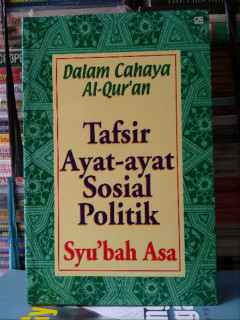 Dalam Cahaya
Al-Qur'an
Tafsir
Ayat-ayat
Sosial
Politik
Syu'bah Asa